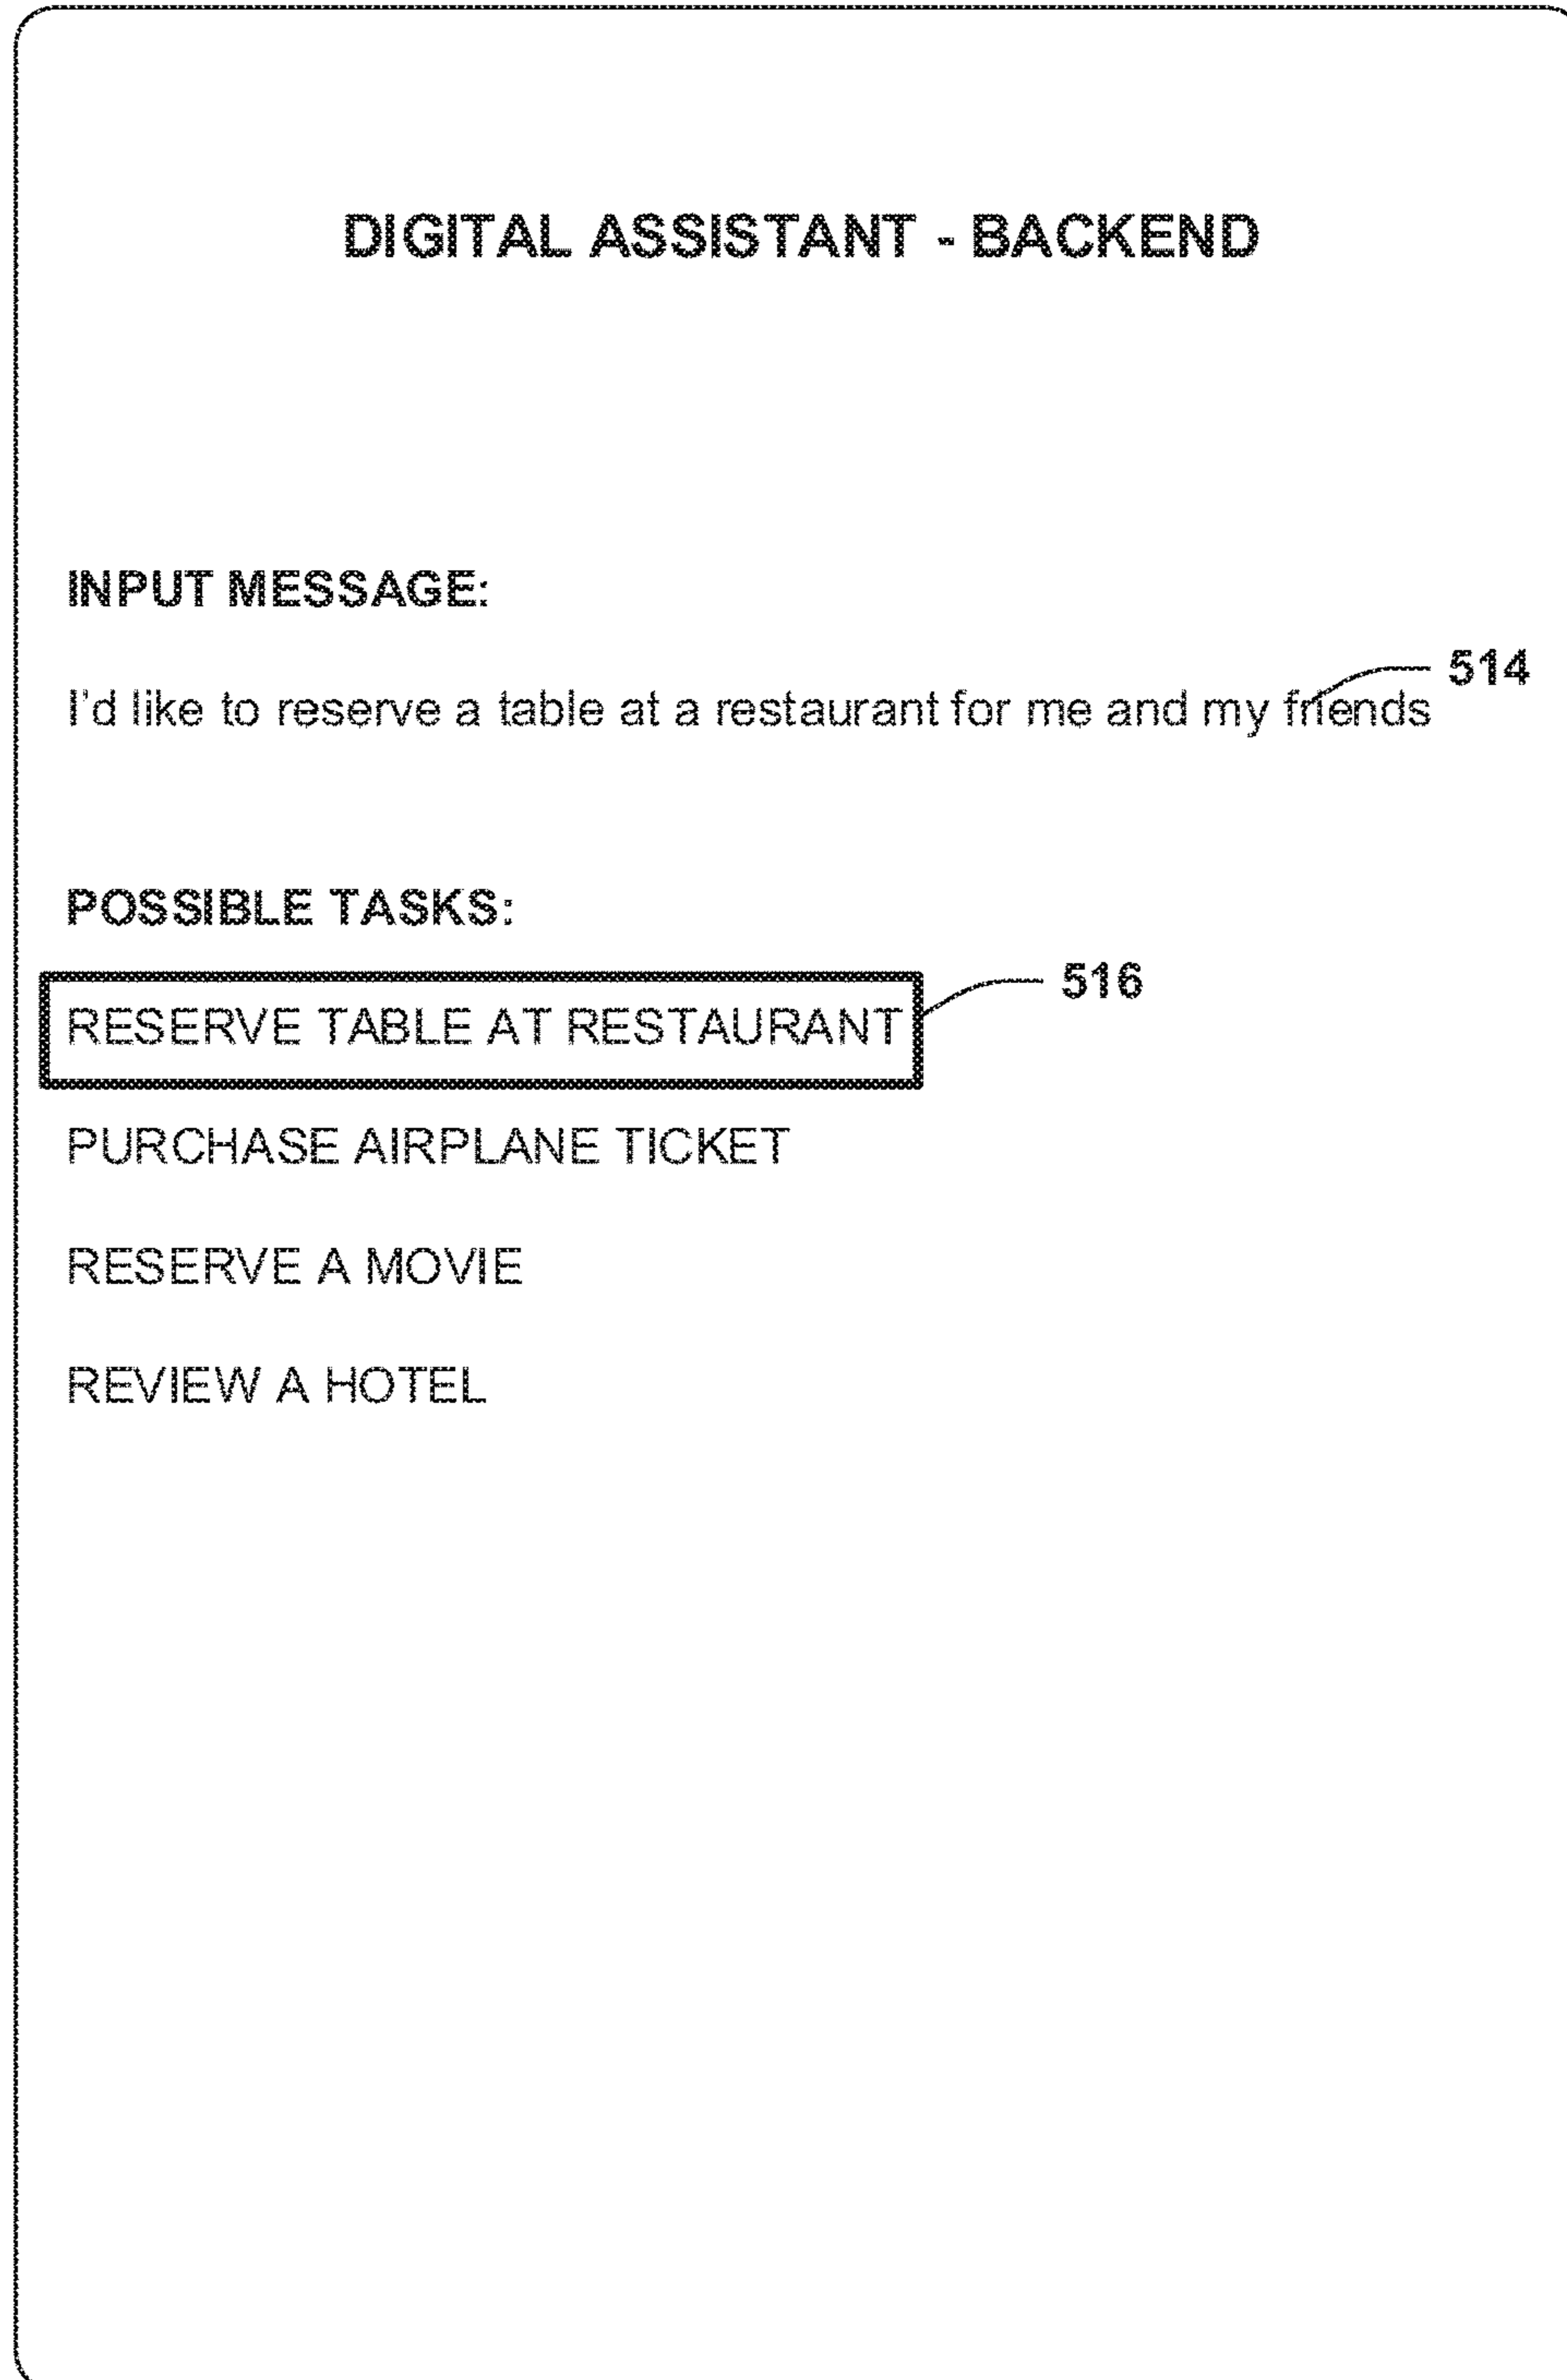 DIGITAL ASSISTANT - BACKEND
INPUT MESSAGE:
514
I'd like to reserve a table at a restaurant for me and my friends
POSSIBLE TASKS:
516
RESERVE TABLE AT RESTAURANT
PURCHASE AIRPLANE TICKET
RESERVE A MOVIE
REVIEW A HOTEL